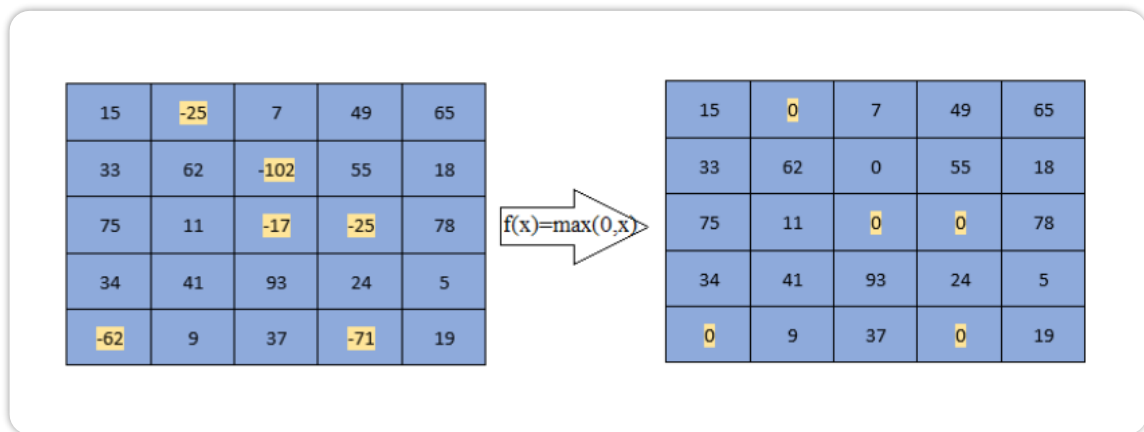 15 -25 7 49 65
33 62 -102 55 18
75 11 -17 -25 78
34 41 93 24 5
-62 9 37 -71 19
f(x)=max(0,x)
15 0 7 49 65
33 62 0 55 18
75 11 0 0 78
34 41 93 24 5
0 9 37 0 19